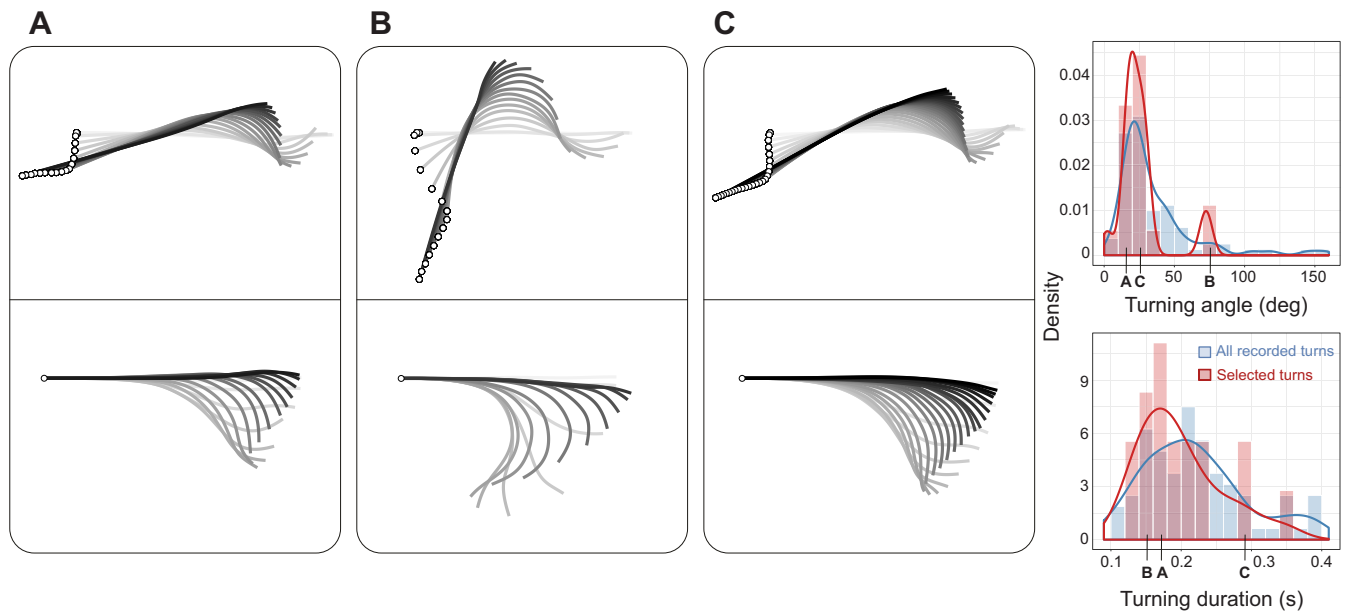 A
B
C
0.04
0.03
0.02
0.01
0
0
50
100
150
A
C
B
Turning angle (deg)
Density
All recorded turns
Selected turns
9
6
3
0
0.1
0.2
0.3
0.4
B
A
C
Turning duration (s)